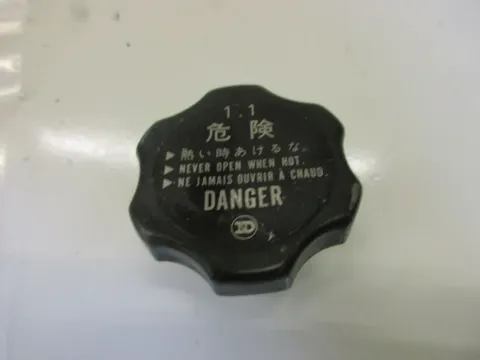 1.1
危険
▶ 熱い時あけるな。
▶ NEVER OPEN WHEN HOT.
▶ NE JAMAIS OUVRIR À CHAUD.
DANGER